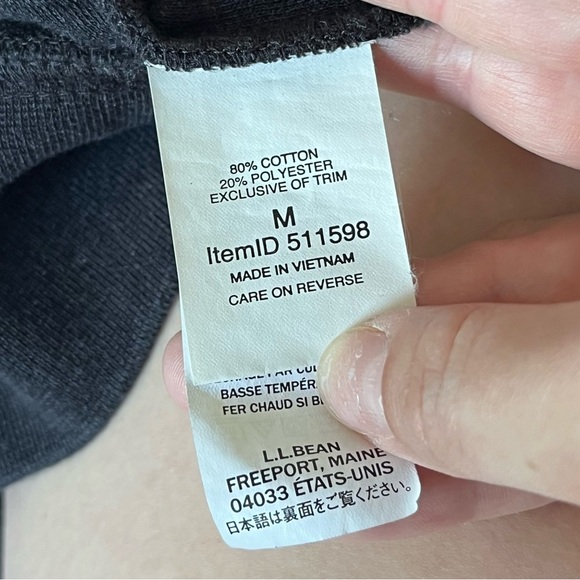 80% COTTON
20% POLYESTER
EXCLUSIVE OF TRIM
M
ItemID 511598
MADE IN VIETNAM
CARE ON REVERSE
BASSE TEMPÉR
FER CHAUD SI B
L.L.BEAN
FREEPORT, MAINE
04033 ÉTATS-UNIS
日本語は裏面をご覧ください。